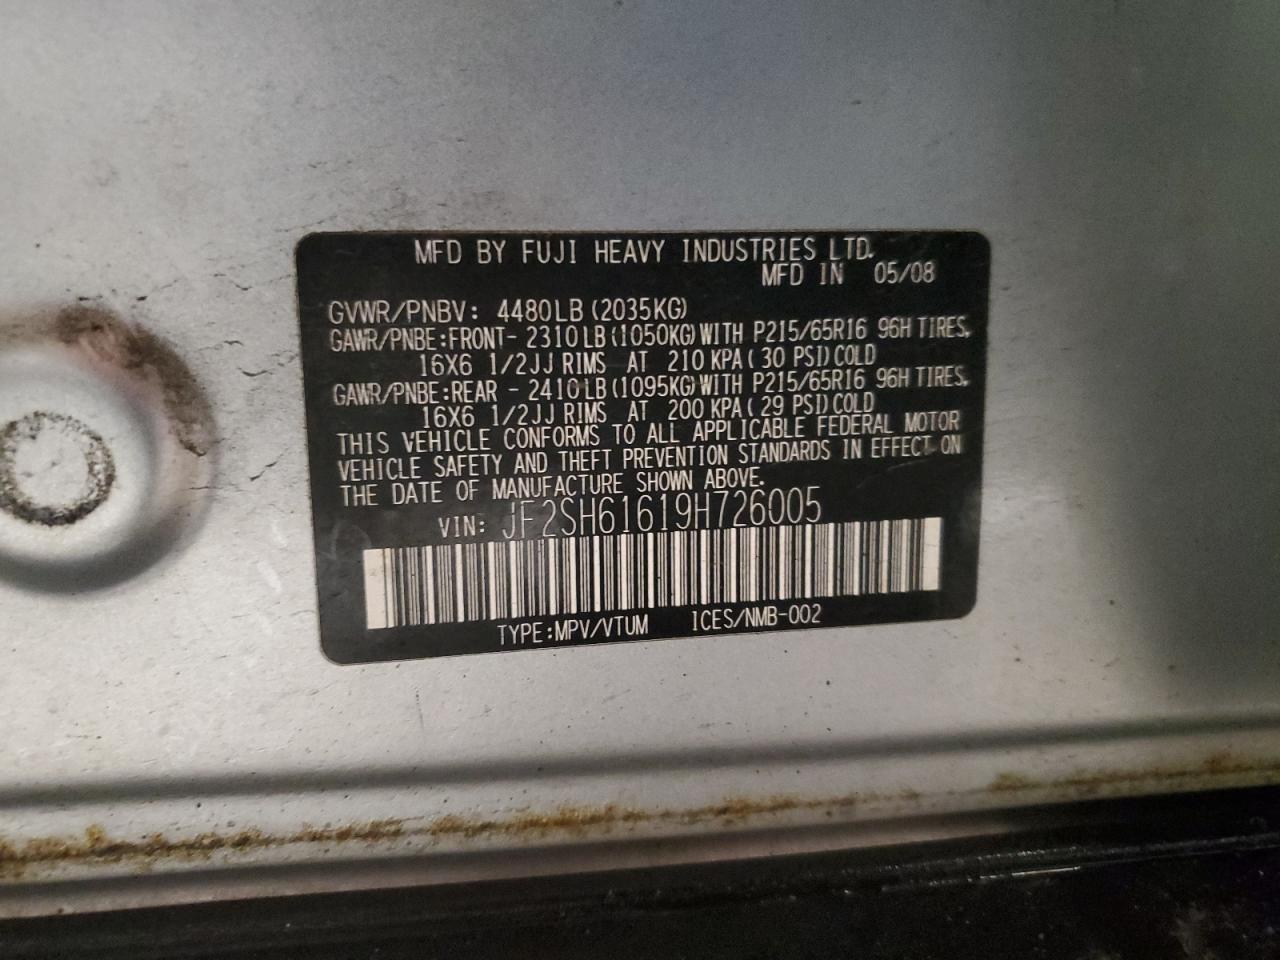 MFD BY FUJI HEAVY INDUSTRIES LTD.
MFD IN 05/08
GVWR/PNBV: 4480LB (2035KG)
GAWR/PNBE:FRONT- 2310LB(1050KG)WITH P215/65R16 96H TIRES,
16X6 1/2JJ RIMS AT 210 KPA( 30 PSI)COLD
GAWR/PNBE:REAR - 2410LB(1095KG)WITH P215/65R16 96H TIRES,
16X6 1/2JJ RIMS AT 200 KPA( 29 PSI)COLD
THIS VEHICLE CONFORMS TO ALL APPLICABLE FEDERAL MOTOR
VEHICLE SAFETY AND THEFT PREVENTION STANDARDS IN EFFECT ON
THE DATE OF MANUFACTURE SHOWN ABOVE.
VIN: JF2SH61619H726005
TYPE:MPV/VTUM ICES/NMB-002